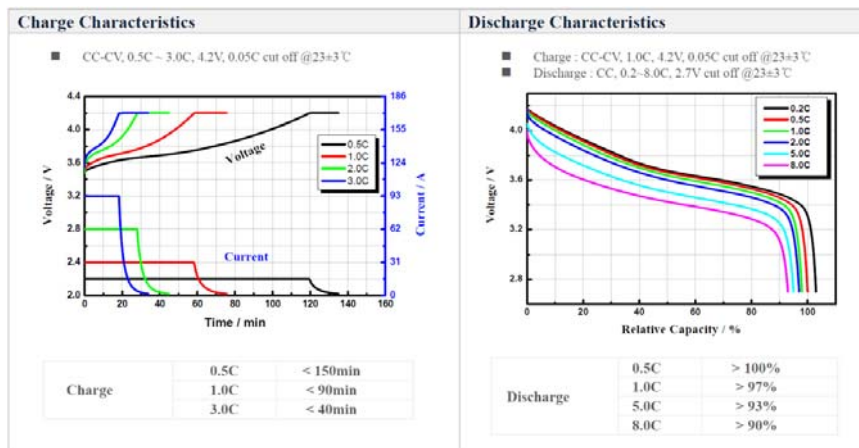 Charge Characteristics
■ CC-CV, 0.5C ~ 3.0C, 4.2V, 0.05C cut off @23±3℃
4.4
4.0
3.6
3.2
2.8
2.4
2.0
Voltage / V
186
155
124
93
62
31
0
Current / A
Voltage
Current
0.5C
1.0C
2.0C
3.0C
0 20 40 60 80 100 120 140 160
Time / min
Charge
0.5C < 150min
1.0C < 90min
3.0C < 40min
Discharge Characteristics
■ Charge : CC-CV, 1.0C, 4.2V, 0.05C cut off @23±3℃
■ Discharge : CC, 0.2~8.0C, 2.7V cut off @23±3℃
4.0
3.6
3.2
2.8
Voltage / V
0.2C
0.5C
1.0C
2.0C
5.0C
8.0C
0 20 40 60 80 100
Relative Capacity / %
Discharge
0.5C > 100%
1.0C > 97%
5.0C > 93%
8.0C > 90%